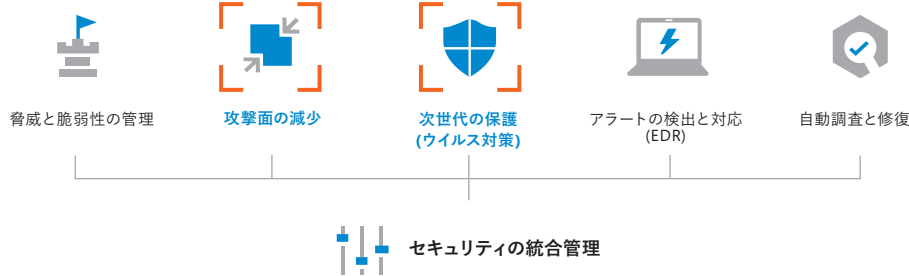 脅威と脆弱性の管理
攻撃面の減少
次世代の保護
(ウイルス対策)
アラートの検出と対応
(EDR)
自動調査と修復
セキュリティの統合管理